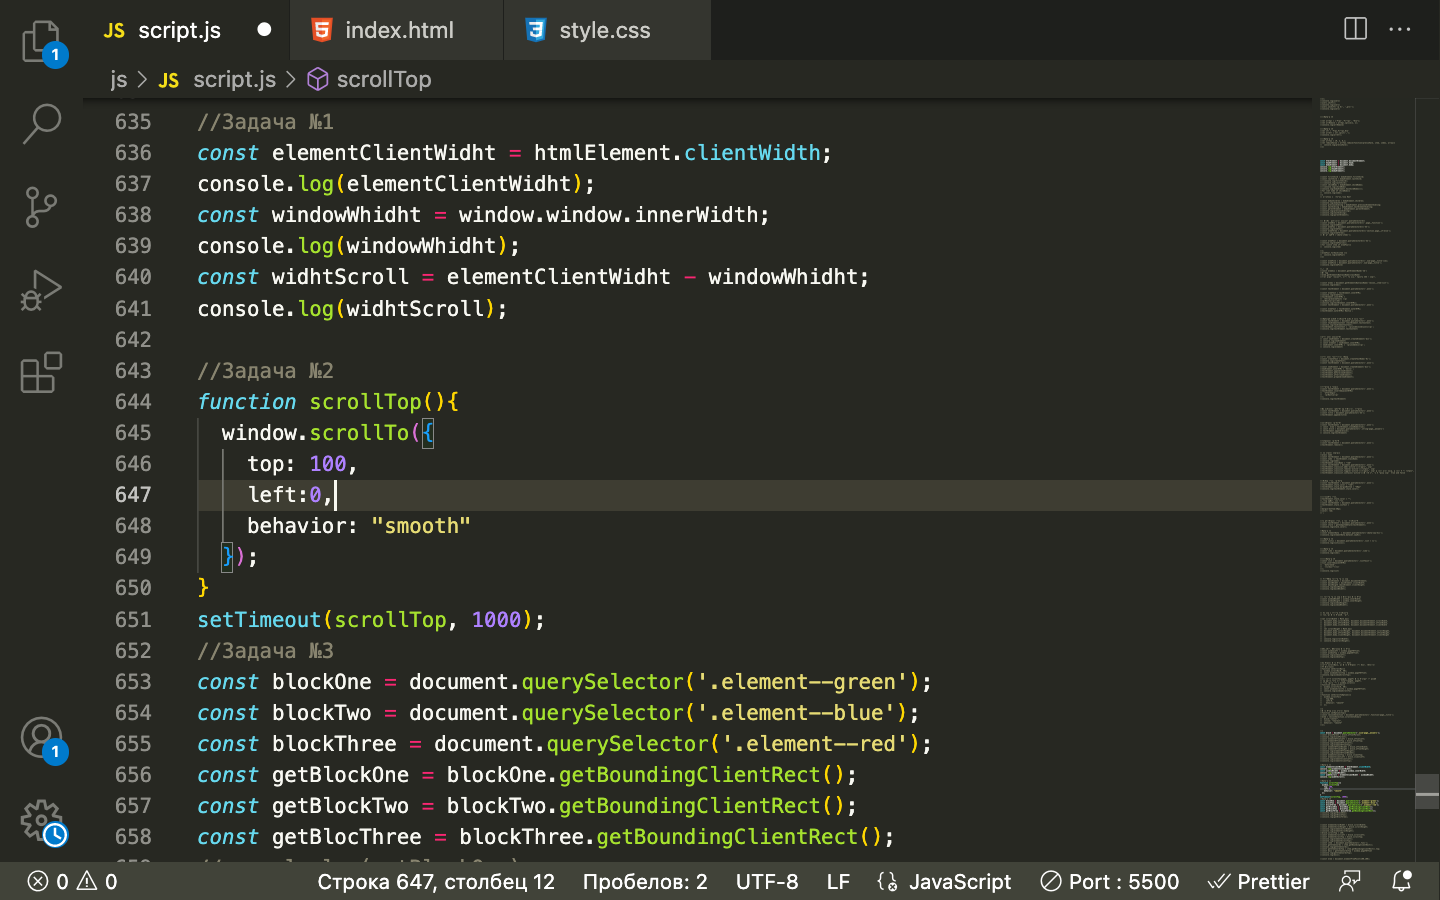 JS script.js
index.html
style.css
1
js > JS script.js > scrollTop
635 //Задача №1
636 const elementClientWidht = htmlElement.clientWidth;
637 console.log(elementClientWidht);
638 const windowWhidht = window.window.innerWidth;
639 console.log(windowWhidht);
640 const widhtScroll = elementClientWidht - windowWhidht;
641 console.log(widhtScroll);
642
643 //Задача №2
644 function scrollTop(){
645 window.scrollTo({
646 top: 100,
647 left:0,
648 behavior: "smooth"
649 });
650 }
651 setTimeout(scrollTop, 1000);
652 //Задача №3
653 const blockOne = document.querySelector('.element--green');
654 const blockTwo = document.querySelector('.element--blue');
655 const blockThree = document.querySelector('.element--red');
656 const getBlockOne = blockOne.getBoundingClientRect();
657 const getBlockTwo = blockTwo.getBoundingClientRect();
658 const getBlocThree = blockThree.getBoundingClientRect();
1
0 0
Строка 647, столбец 12
Пробелов: 2
UTF-8
LF
JavaScript
Port : 5500
Prettier